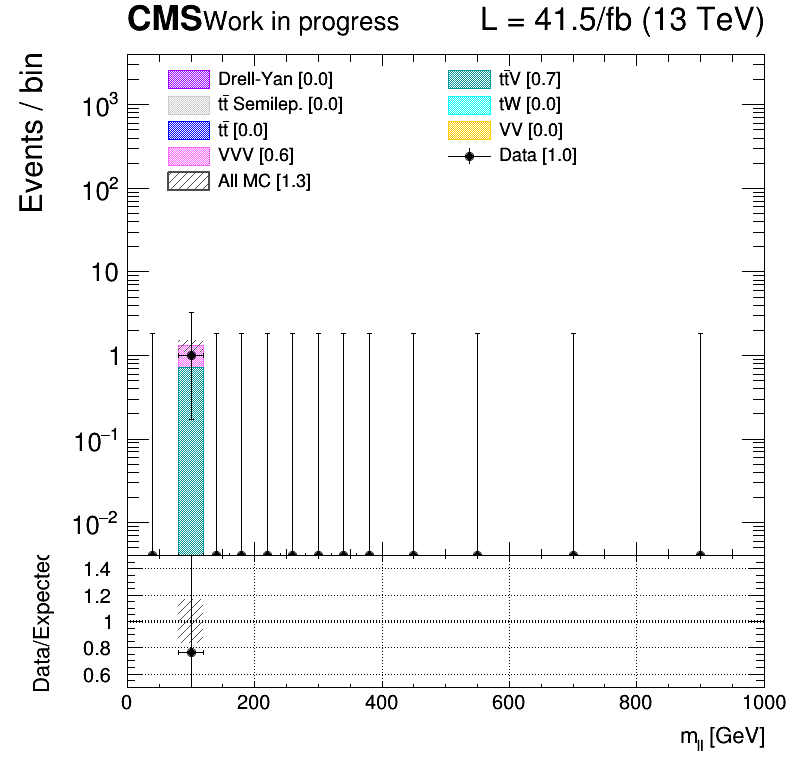 CMS Work in progress L = 41.5/fb (13 TeV)
Events / bin
Drell-Yan [0.0]
tt̄ Semilep. [0.0]
tt̄ [0.0]
VVV [0.6]
All MC [1.3]
tt̄V [0.7]
tW [0.0]
VV [0.0]
Data [1.0]
10³
10²
10
1
10⁻¹
10⁻²
Data/Expected
1.4
1.2
1
0.8
0.6
0 200 400 600 800 1000
m_ll [GeV]